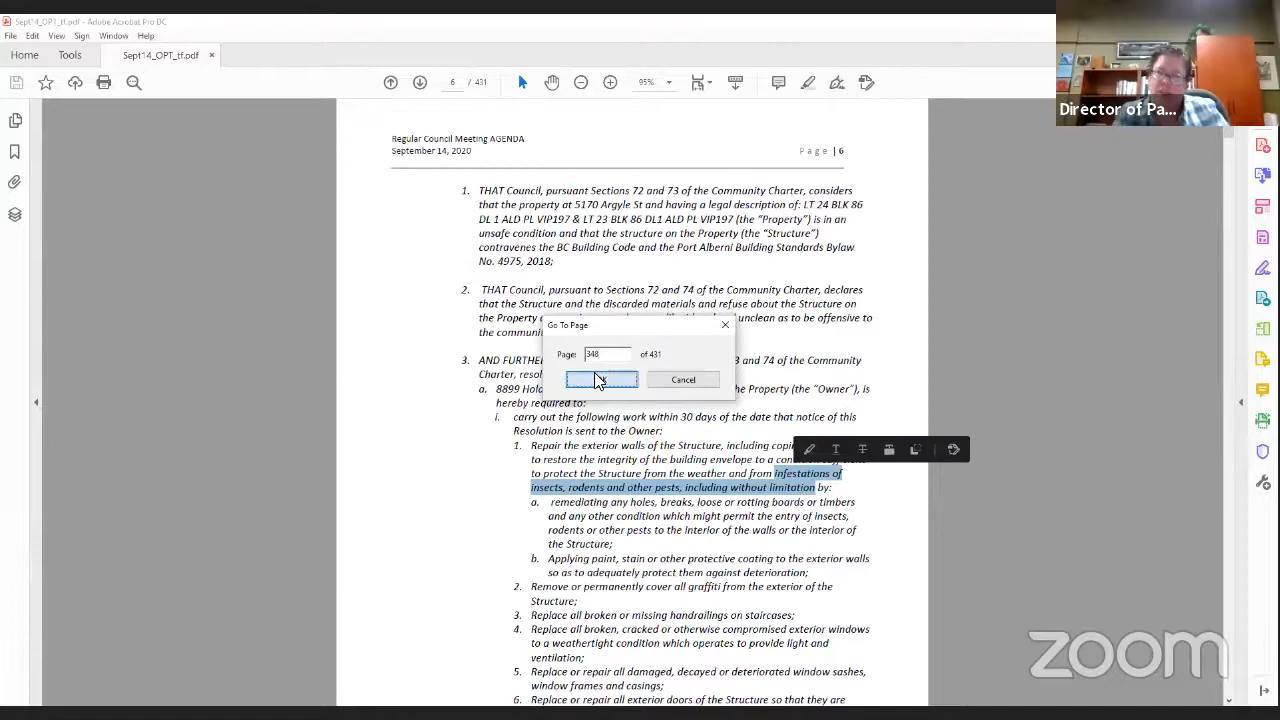 Sept14_OPT_tf.pdf - Adobe Acrobat Pro DC
File Edit View Sign Window Help
Home Tools Sept14_OPT_tf.pdf ×
6 / 431 95%
Director of Pa...
Regular Council Meeting AGENDA
September 14, 2020 Page | 6
1. THAT Council, pursuant Sections 72 and 73 of the Community Charter, considers
that the property at 5170 Argyle St and having a legal description of: LT 24 BLK 86
DL 1 ALD PL VIP197 & LT 23 BLK 86 DL1 ALD PL VIP197 (the "Property") is in an
unsafe condition and that the structure on the Property (the "Structure")
contravenes the BC Building Code and the Port Alberni Building Standards Bylaw
No. 4975, 2018;
2. THAT Council, pursuant to Sections 72 and 74 of the Community Charter, declares
that the Structure and the discarded materials and refuse about the Structure on
the Property unclean as to be offensive to
the communi
Go To Page
Page: 348 of 431
Cancel
3. AND FURTHE 3 and 74 of the Community
Charter, resol
a. 8899 Hol the Property (the "Owner"), is
hereby required to:
i. carry out the following work within 30 days of the date that notice of this
Resolution is sent to the Owner:
1. Repair the exterior walls of the Structure, including copi
to restore the integrity of the building envelope to a con
to protect the Structure from the weather and from infestations of
insects, rodents and other pests, including without limitation by:
a. remediating any holes, breaks, loose or rotting boards or timbers
and any other condition which might permit the entry of insects,
rodents or other pests to the interior of the walls or the interior of
the Structure;
b. Applying paint, stain or other protective coating to the exterior walls
so as to adequately protect them against deterioration;
2. Remove or permanently cover all graffiti from the exterior of the
Structure;
3. Replace all broken or missing handrailings on staircases;
4. Replace all broken, cracked or otherwise compromised exterior windows
to a weathertight condition which operates to provide light and
ventilation;
5. Replace or repair all damaged, decayed or deteriorated window sashes,
window frames and casings;
6. Replace or repair all exterior doors of the Structure so that they are
zoom